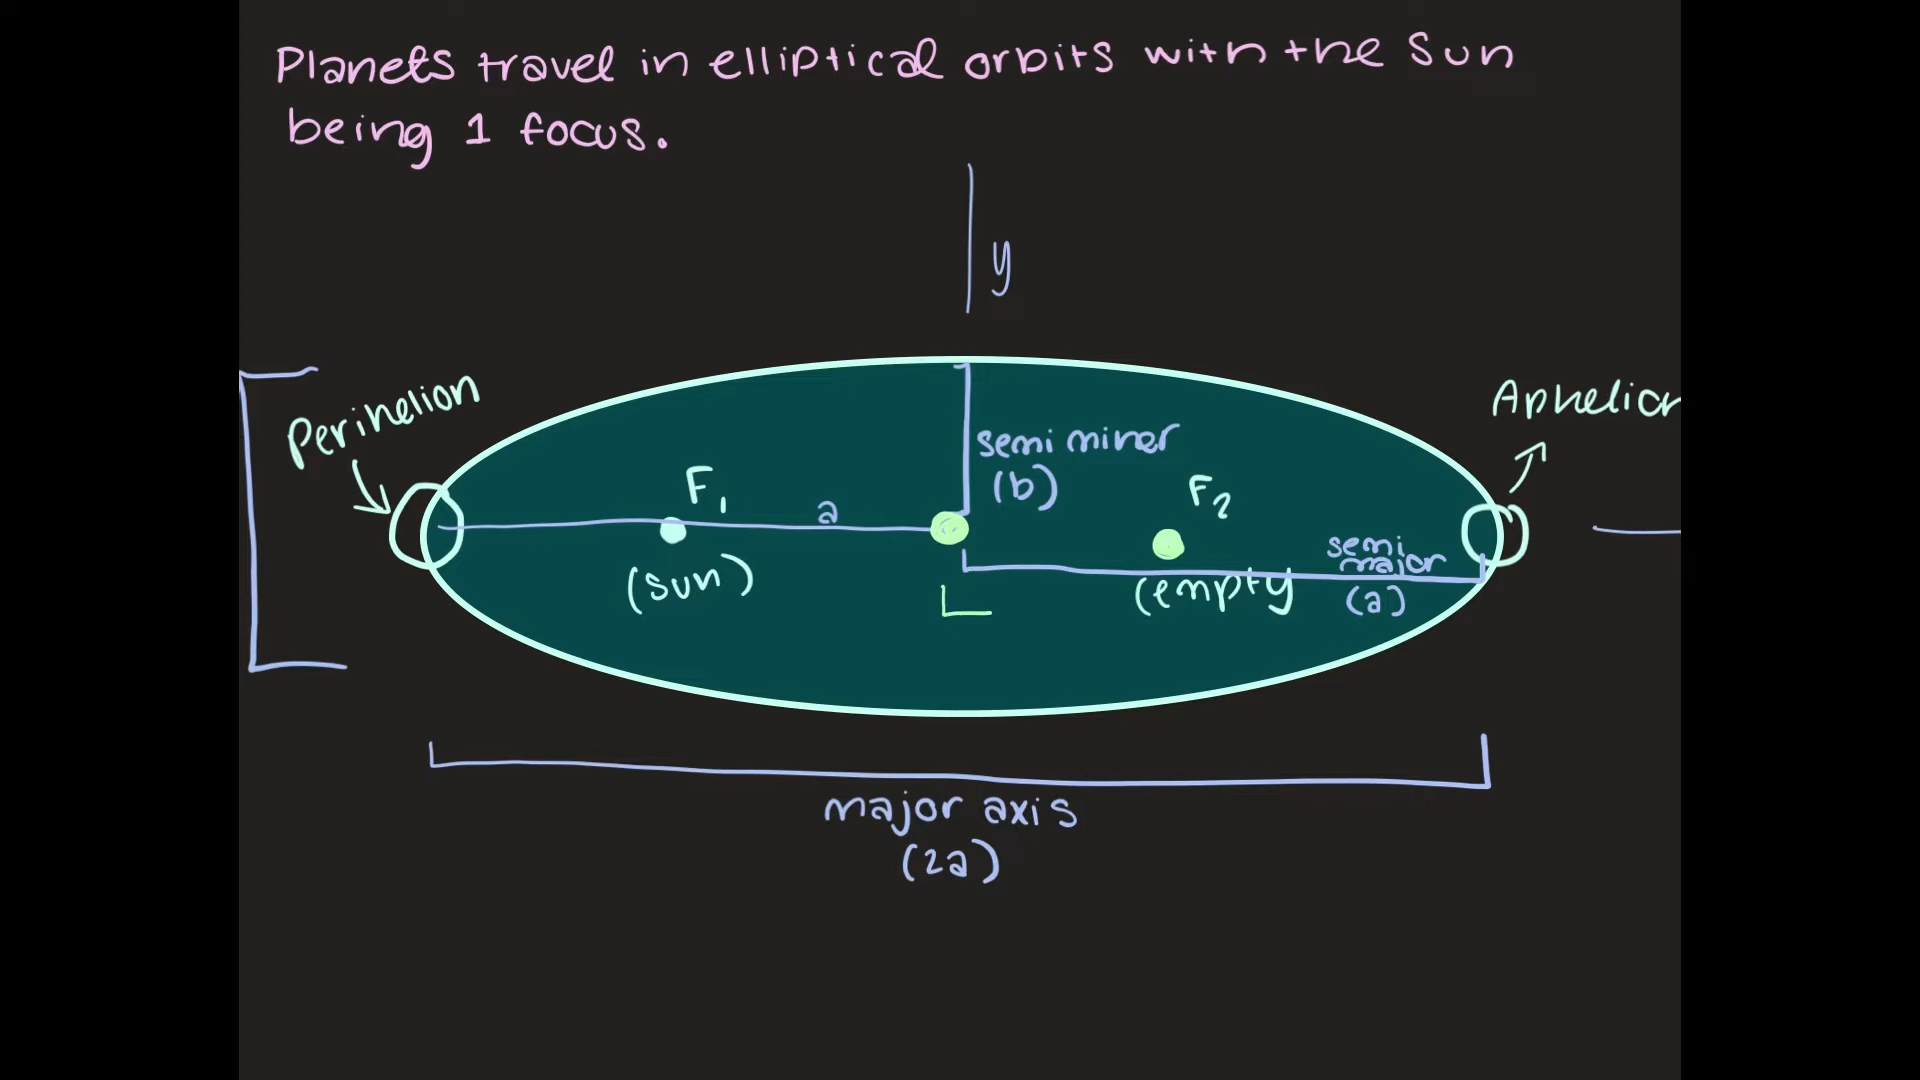 Planets travel in elliptical orbits with the Sun
being 1 focus.
y
Perihelion
Aphelion
semi minor
(b)
F1
a
F2
semi
major
(sun)
(empty
(a)
major axis
(2a)